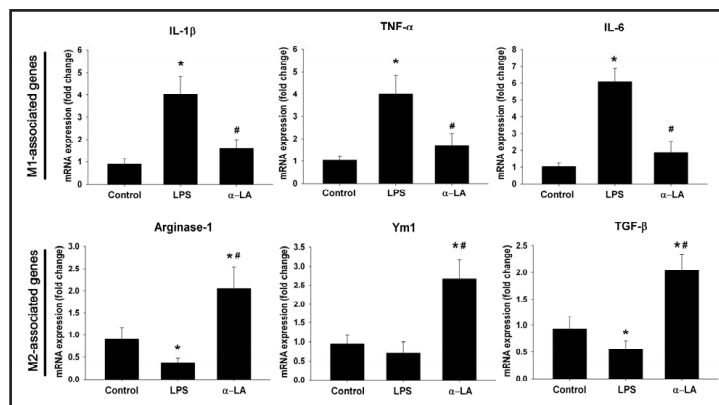 M1-associated genes
IL-1β
mRNA expression (fold change)
6
5
4
3
2
1
0
*
#
Control LPS α–LA
TNF-α
mRNA expression (fold change)
6
5
4
3
2
1
0
*
#
Control LPS α–LA
IL-6
mRNA expression (fold change)
8
7
6
5
4
3
2
1
0
*
#
Control LPS α–LA
M2-associated genes
Arginase-1
mRNA expression (fold change)
3.0
2.5
2.0
1.5
1.0
0.5
0.0
*
*#
Control LPS α–LA
Ym1
mRNA expression (fold change)
3.5
3.0
2.5
2.0
1.5
1.0
0.5
0.0
*#
Control LPS α–LA
TGF-β
mRNA expression (fold change)
2.5
2.0
1.5
1.0
0.5
0.0
*
*#
Control LPS α–LA